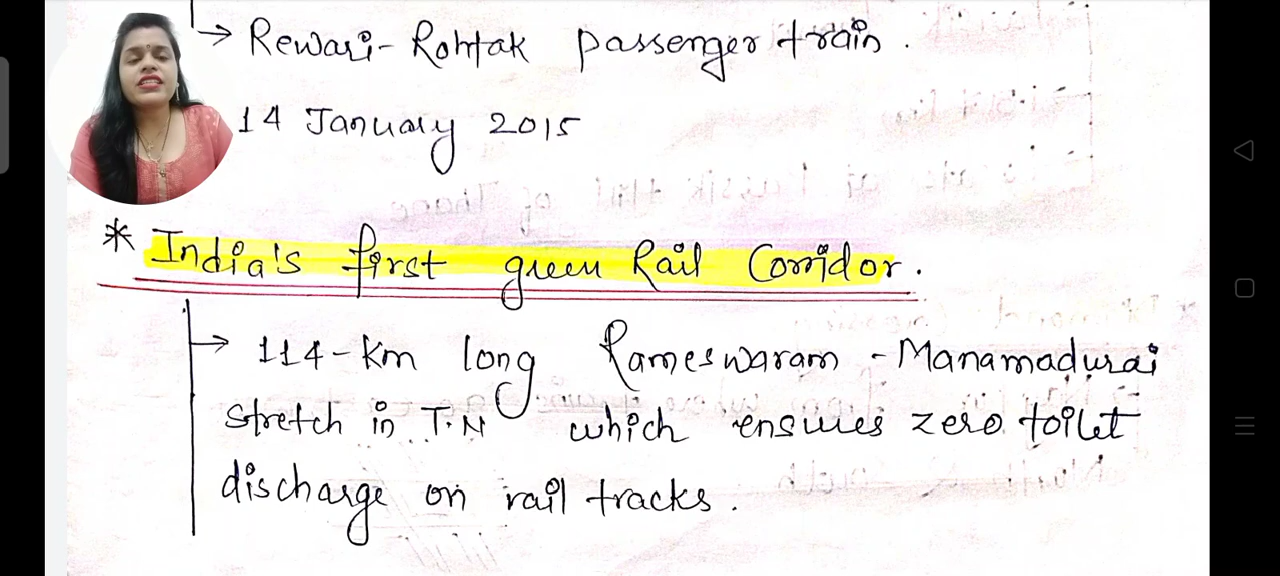 → Rewari - Rohtak passenger train.
14 January 2015
* India's first green Rail Corridor.
→ 114-Km long Rameswaram - Manamadurai
stretch in T.N which ensures zero toilet
discharge on rail tracks.